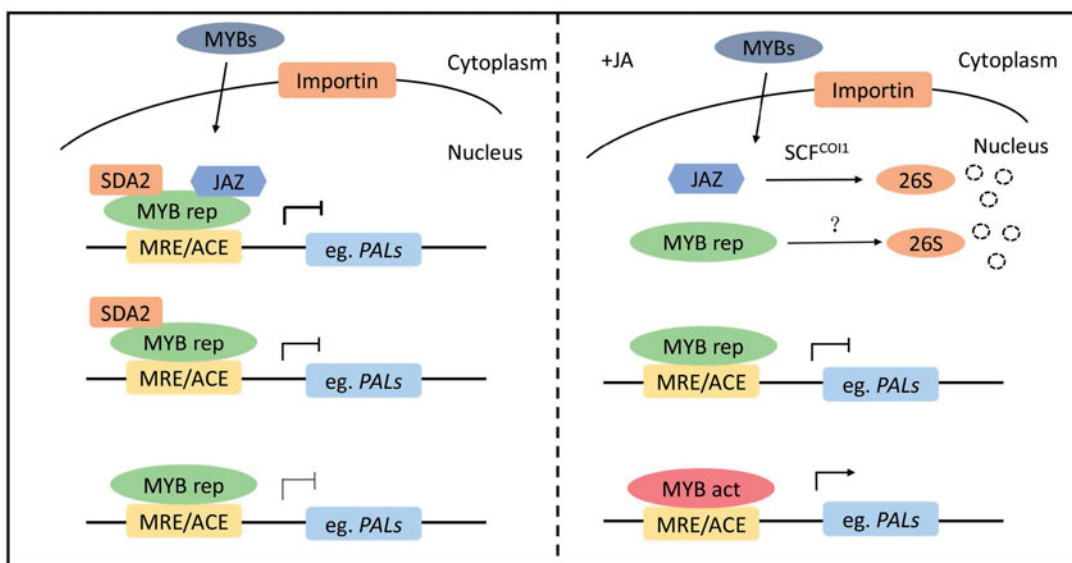 MYBs
Importin
Cytoplasm
Nucleus
SDA2
JAZ
MYB rep
MRE/ACE
eg. PALs
SDA2
MYB rep
MRE/ACE
eg. PALs
MYB rep
MRE/ACE
eg. PALs
+JA
MYBs
Importin
Cytoplasm
Nucleus
JAZ
SCFCOI1
26S
MYB rep
?
26S
MYB rep
MRE/ACE
eg. PALs
MYB act
MRE/ACE
eg. PALs